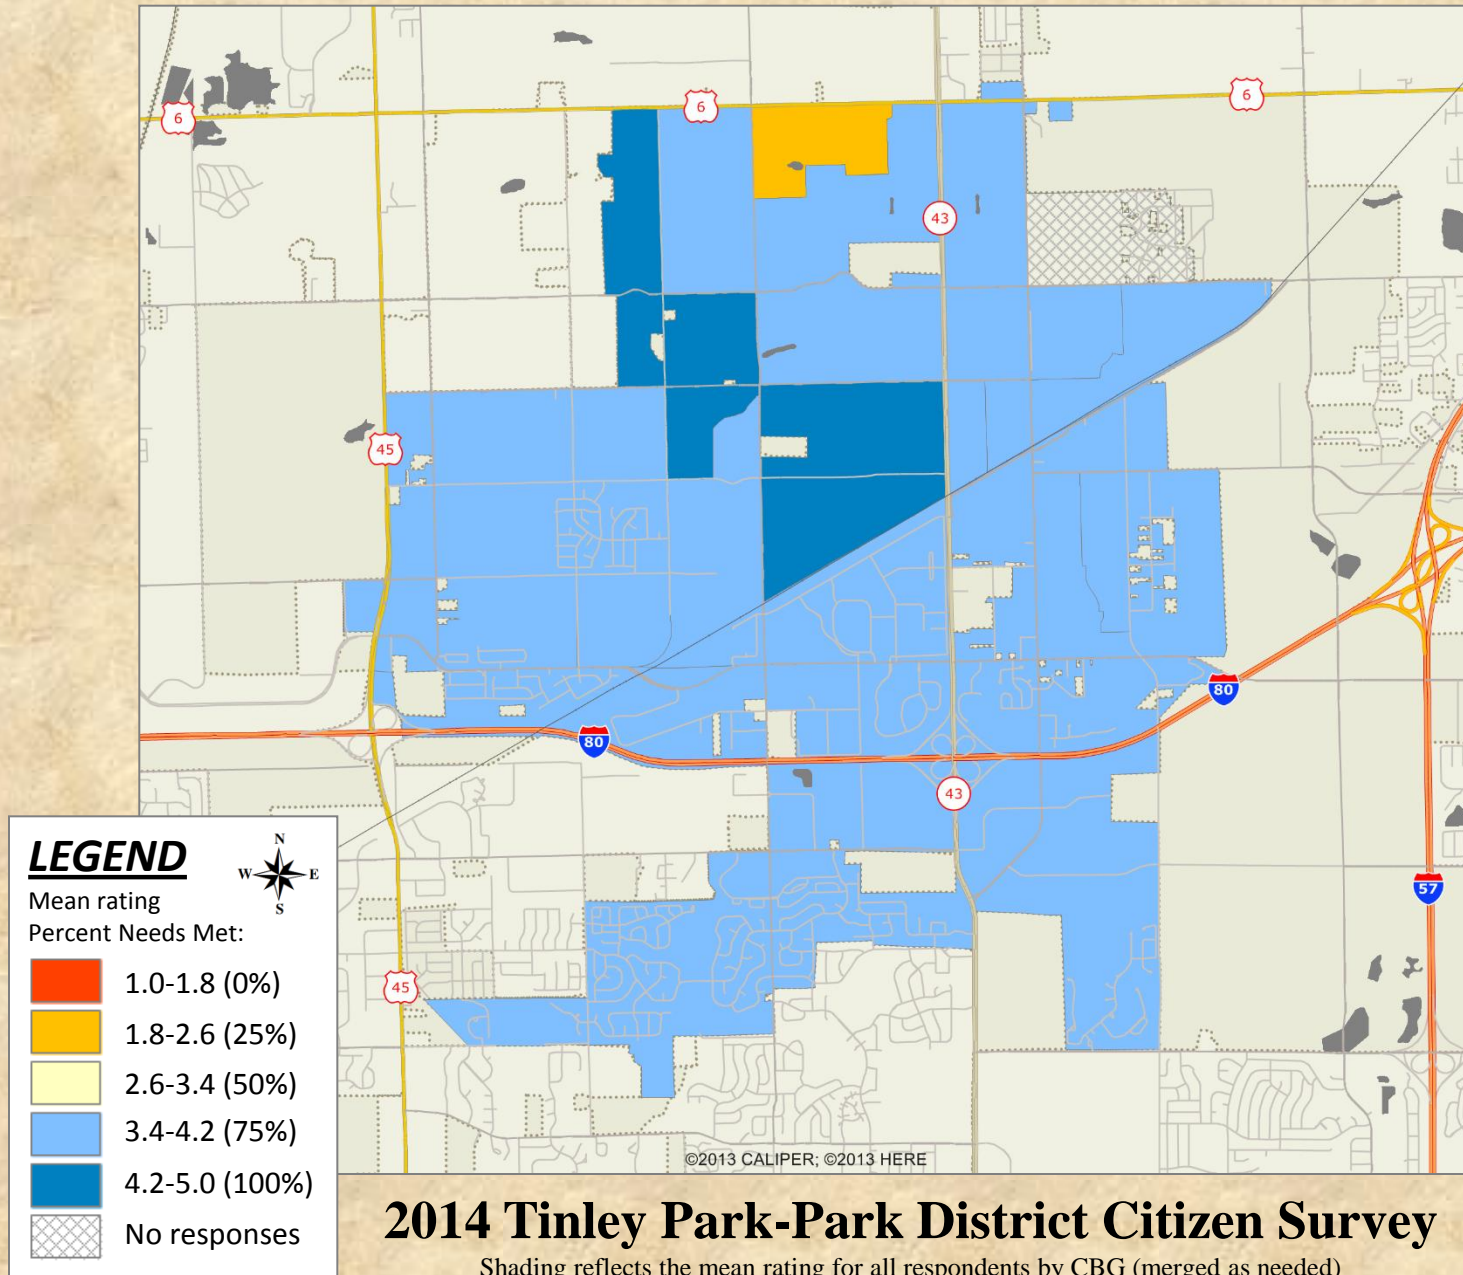 6
6
6
43
45
80
80
43
57
45
©2013 CALIPER; ©2013 HERE
LEGEND
N
W E
S
Mean rating
Percent Needs Met:
1.0-1.8 (0%)
1.8-2.6 (25%)
2.6-3.4 (50%)
3.4-4.2 (75%)
4.2-5.0 (100%)
No responses
2014 Tinley Park-Park District Citizen Survey
Shading reflects the mean rating for all respondents by CBG (merged as needed)